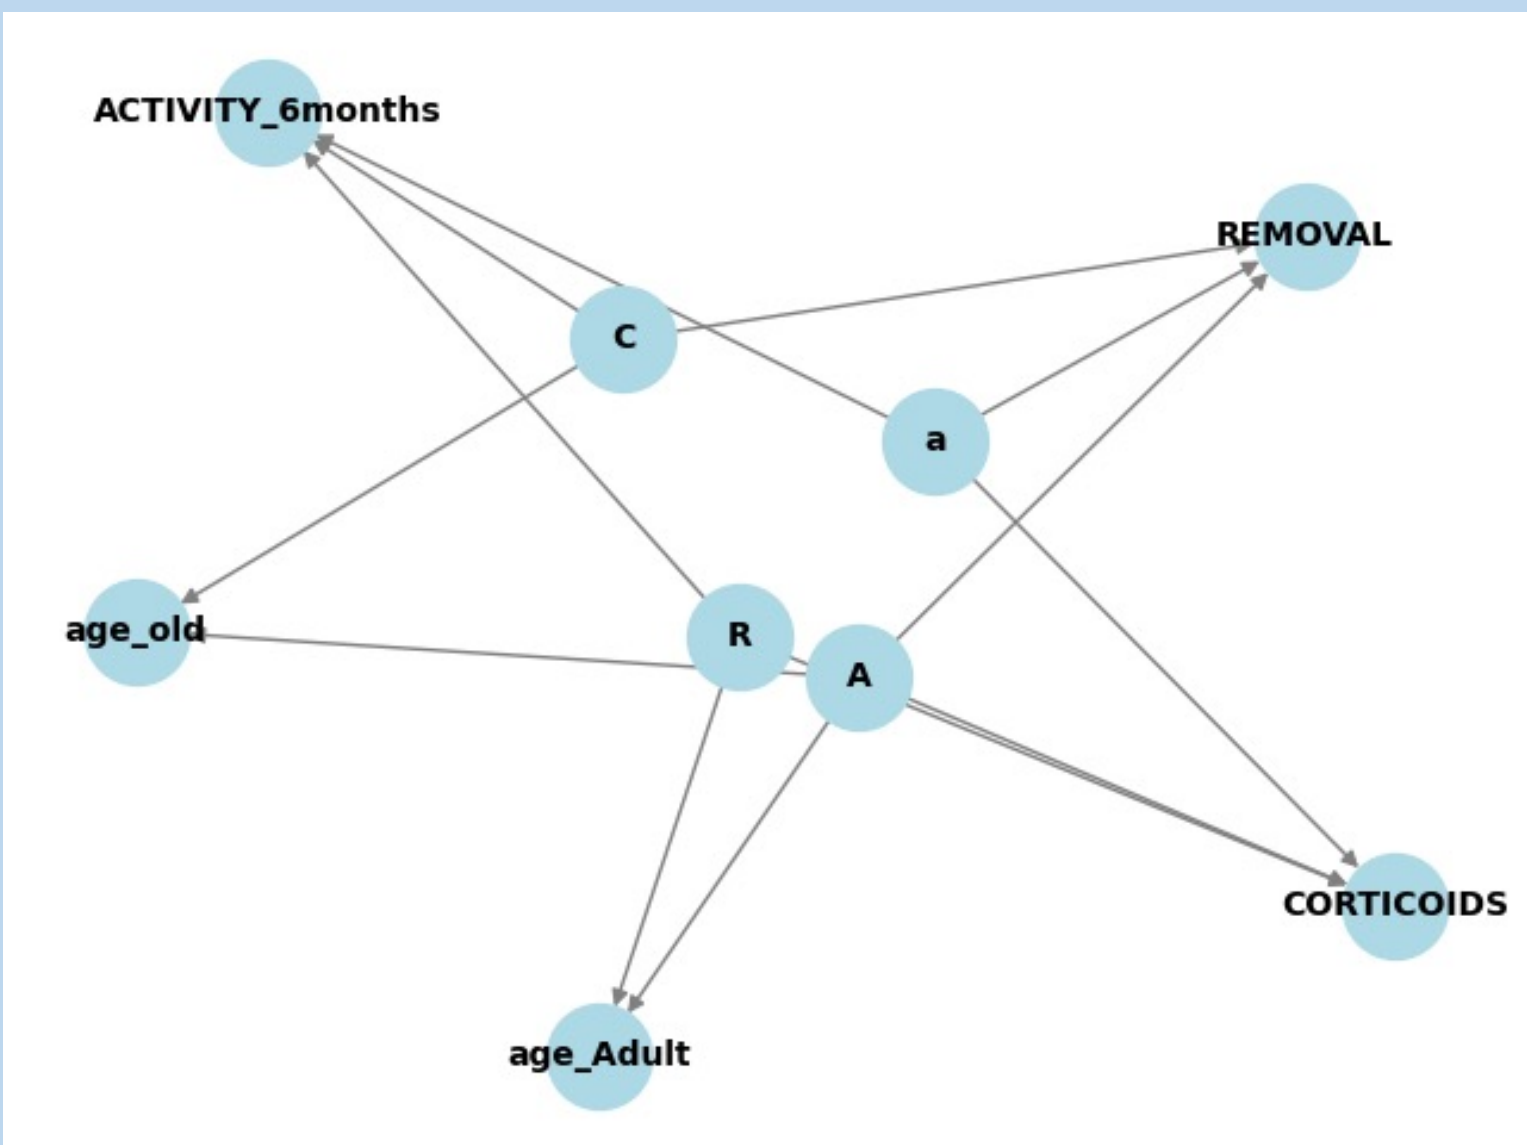 ACTIVITY_6months
REMOVAL
C
a
age_old
R
A
CORTICOIDS
age_Adult